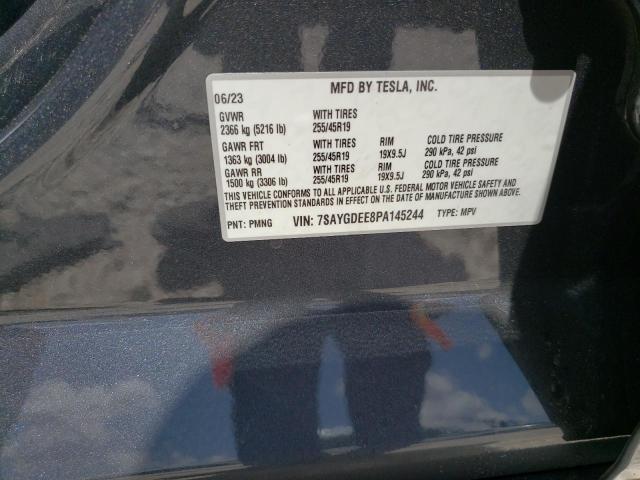 MFD BY TESLA, INC.
06/23
GVWR WITH TIRES
2366 kg (5216 lb) 255/45R19
GAWR FRT WITH TIRES RIM COLD TIRE PRESSURE
1363 kg (3004 lb) 255/45R19 19X9.5J 290 kPa, 42 psi
GAWR RR WITH TIRES RIM COLD TIRE PRESSURE
1500 kg (3306 lb) 255/45R19 19X9.5J 290 kPa, 42 psi
THIS VEHICLE CONFORMS TO ALL APPLICABLE U.S. FEDERAL MOTOR VEHICLE SAFETY AND
THEFT PREVENTION STANDARDS IN EFFECT ON THE DATE OF MANUFACTURE SHOWN ABOVE.
PNT: PMNG VIN: 7SAYGDEE8PA145244 TYPE: MPV